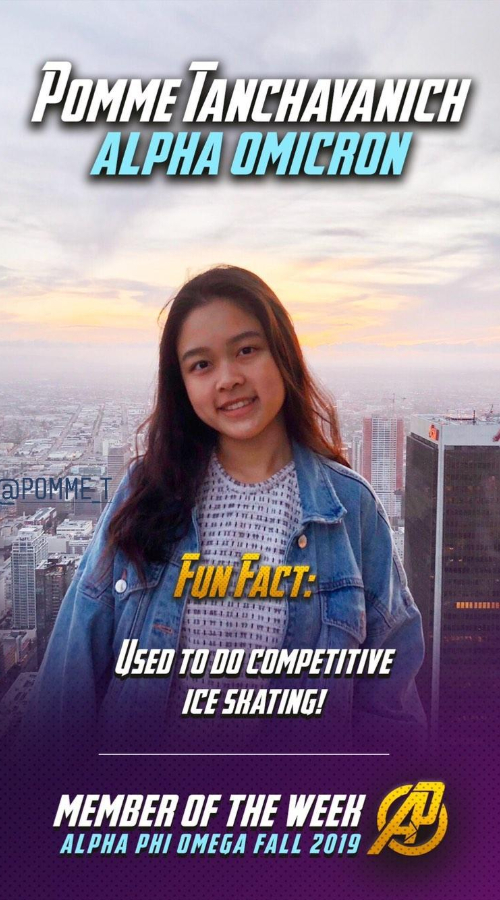 POMME TANCHAVANICH
ALPHA OMICRON
@POMME_T
FUN FACT:
USED TO DO COMPETITIVE
ICE SKATING!
MEMBER OF THE WEEK
ALPHA PHI OMEGA FALL 2019